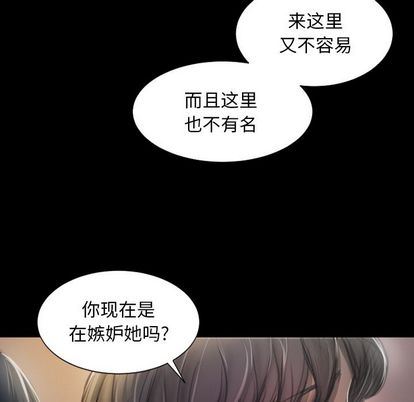 来这里
又不容易
而且这里
也不有名
你现在是
在嫉妒她吗?